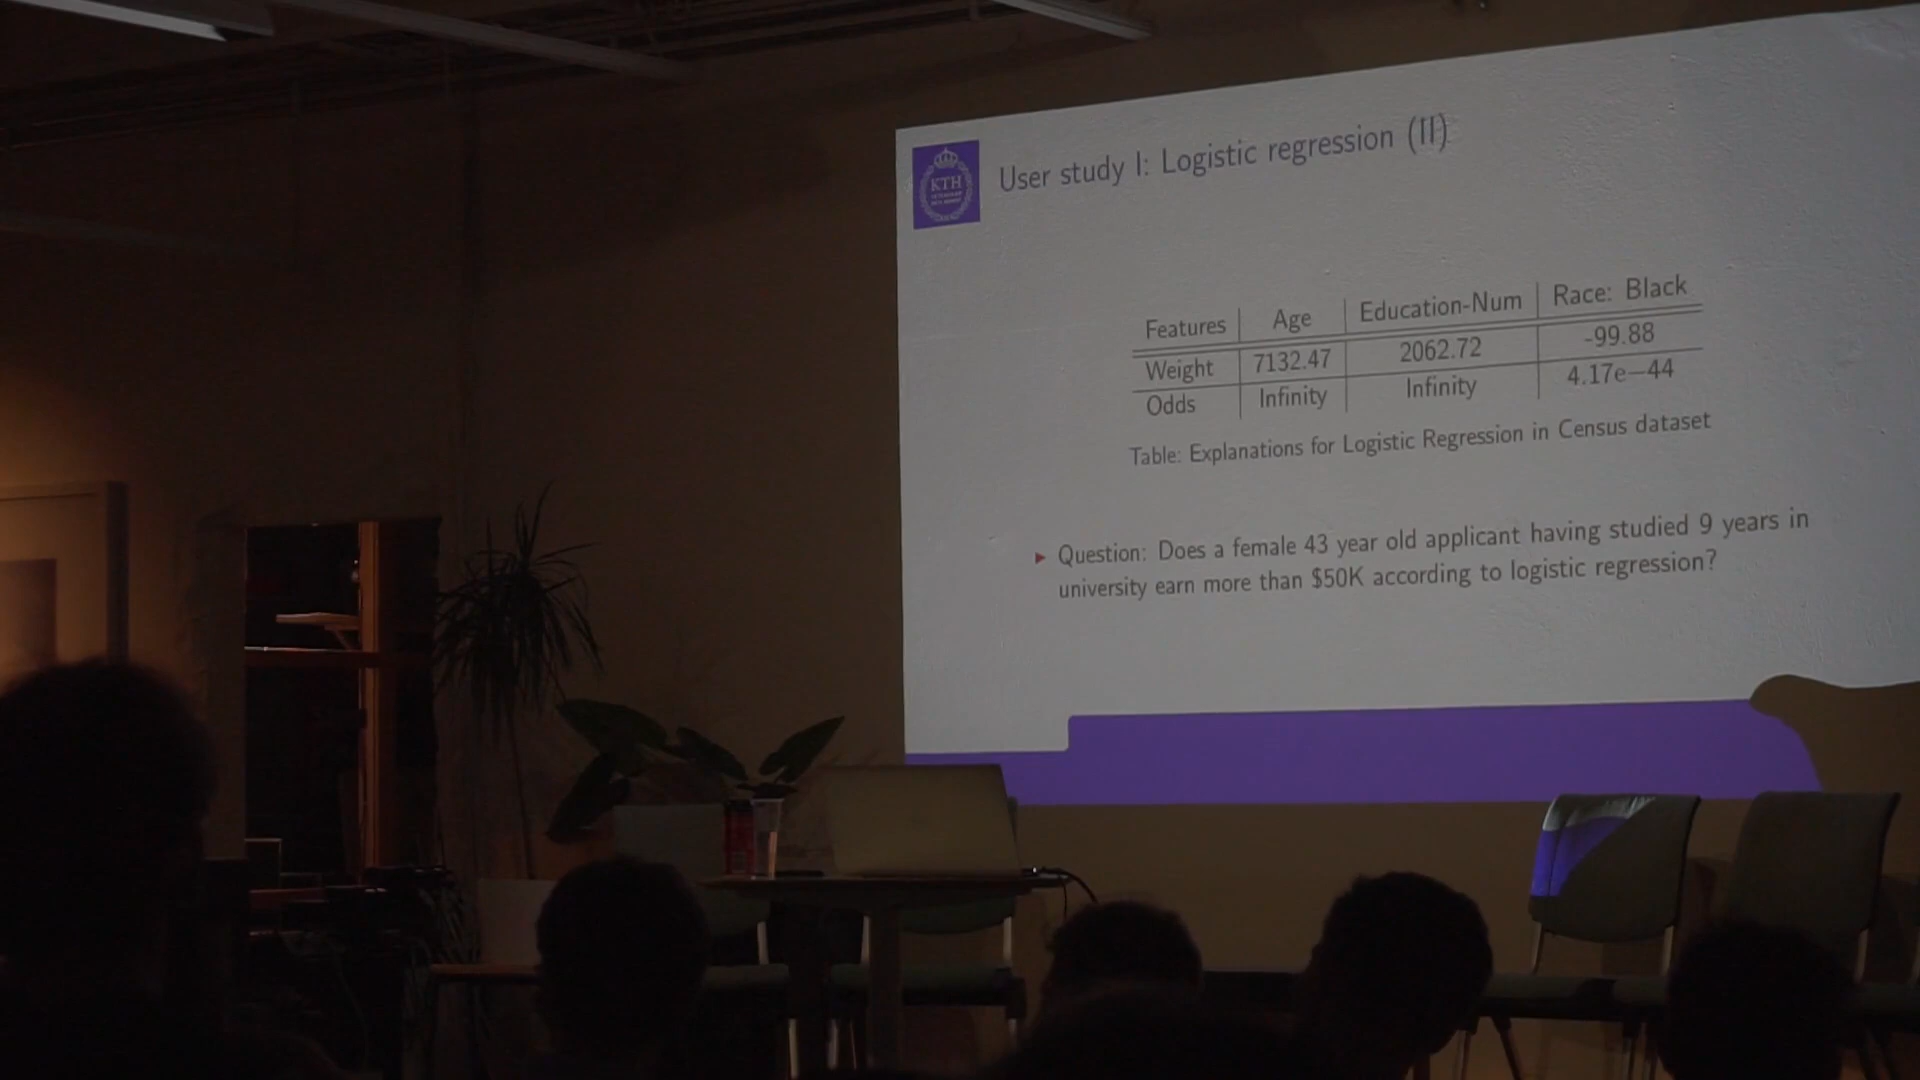 KTH
User study I: Logistic regression (II)
Features Age Education-Num Race: Black
Weight 7132.47 2062.72 -99.88
Odds Infinity Infinity 4.17e−44
Table: Explanations for Logistic Regression in Census dataset
Question: Does a female 43 year old applicant having studied 9 years in
university earn more than $50K according to logistic regression?